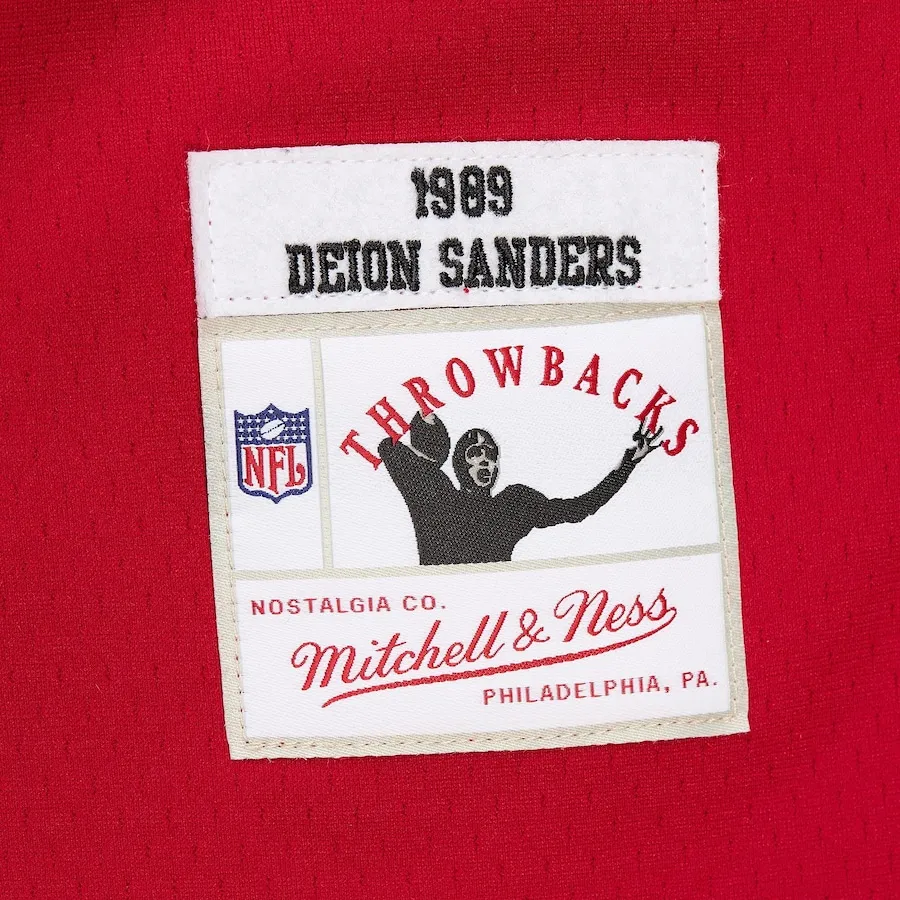 1989
DEION SANDERS
THROWBACKS
NFL
NOSTALGIA CO.
Mitchell & Ness
PHILADELPHIA, PA.